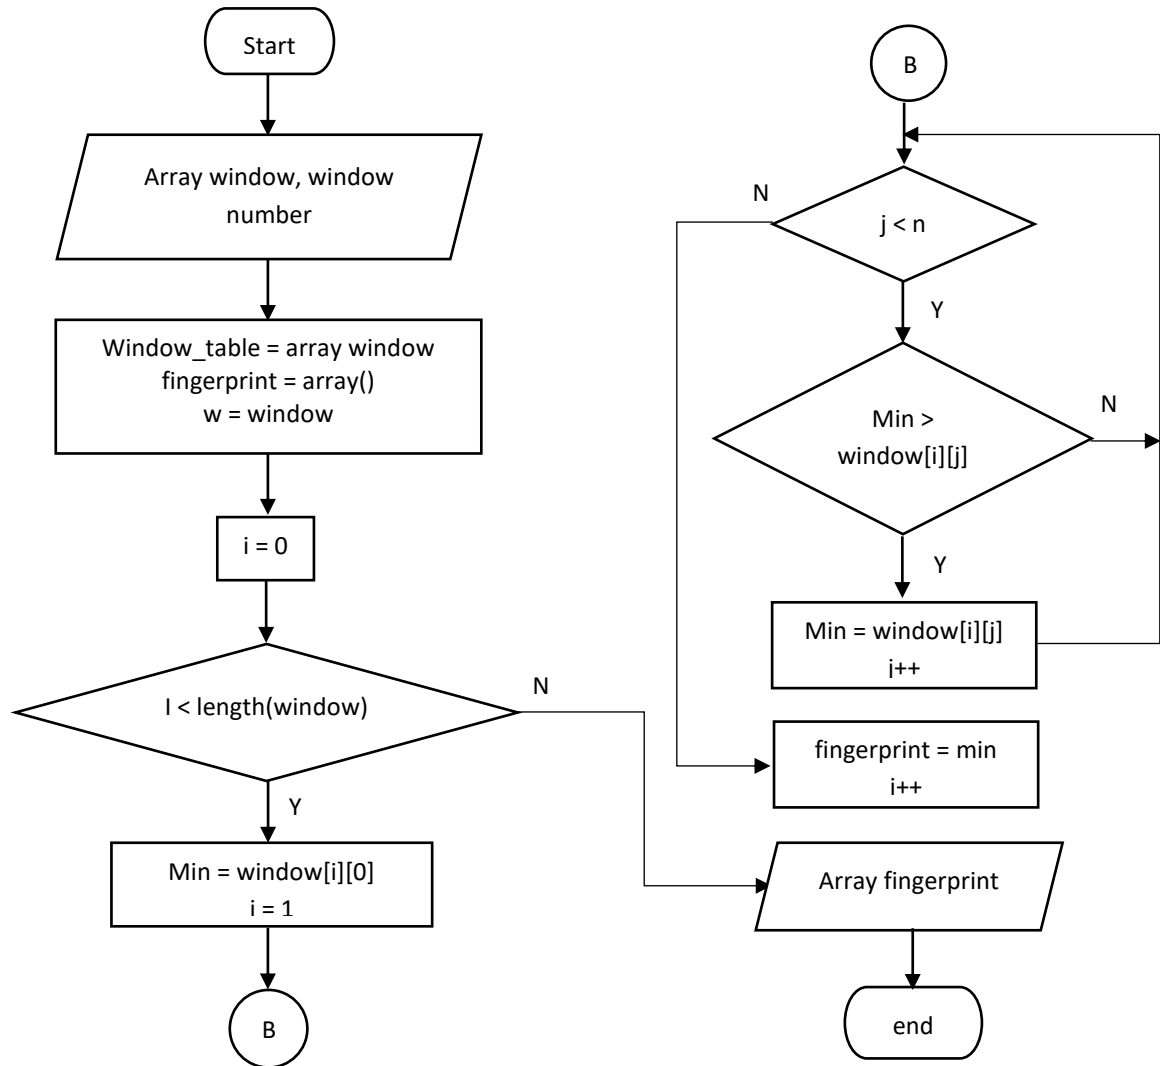 Start
Array window, window
number
Window_table = array window
fingerprint = array()
w = window
i = 0
I < length(window)
N
Y
Min = window[i][0]
i = 1
B
B
j < n
N
Y
Min >
window[i][j]
N
Y
Min = window[i][j]
j++
fingerprint = min
i++
Array fingerprint
end